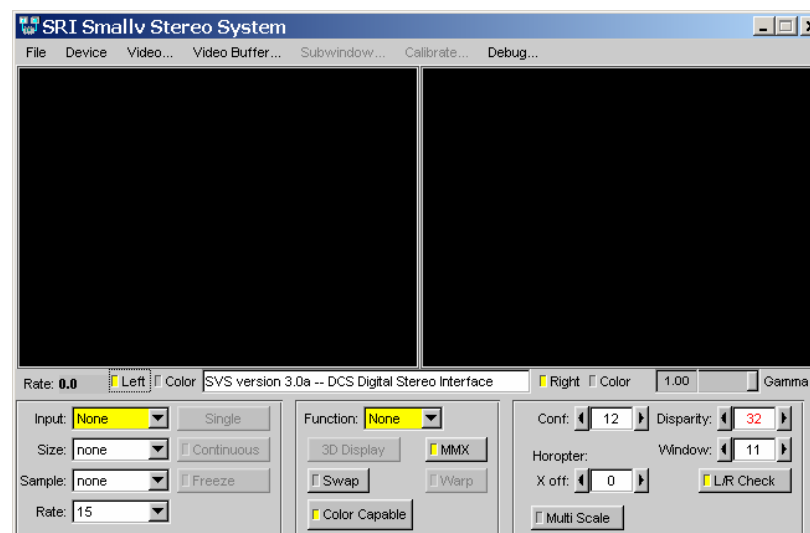 SRI Smallv Stereo System
File Device Video... Video Buffer... Subwindow... Calibrate... Debug...
Rate: 0.0 Left Color SVS version 3.0a -- DCS Digital Stereo Interface Right Color 1.00 Gamma
Input: None Single Function: None Conf: 12 Disparity: 32
Size: none Continuous 3D Display MMX Horopter: Window: 11
Sample: none Freeze Swap Warp X off: 0 L/R Check
Rate: 15 Color Capable Multi Scale